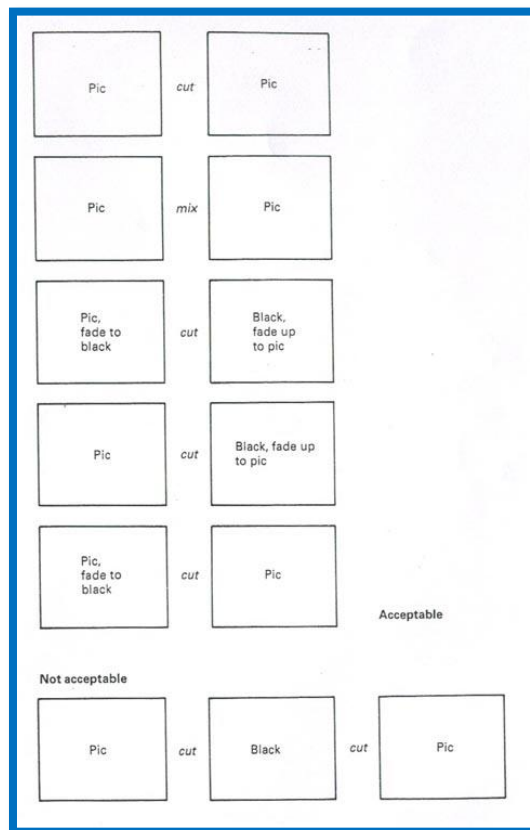 Pic cut Pic
Pic mix Pic
Pic,
fade to
black
cut
Black,
fade up
to pic
Pic
cut
Black, fade up
to pic
Pic,
fade to
black
cut
Pic
Acceptable
Not acceptable
Pic cut Black cut Pic